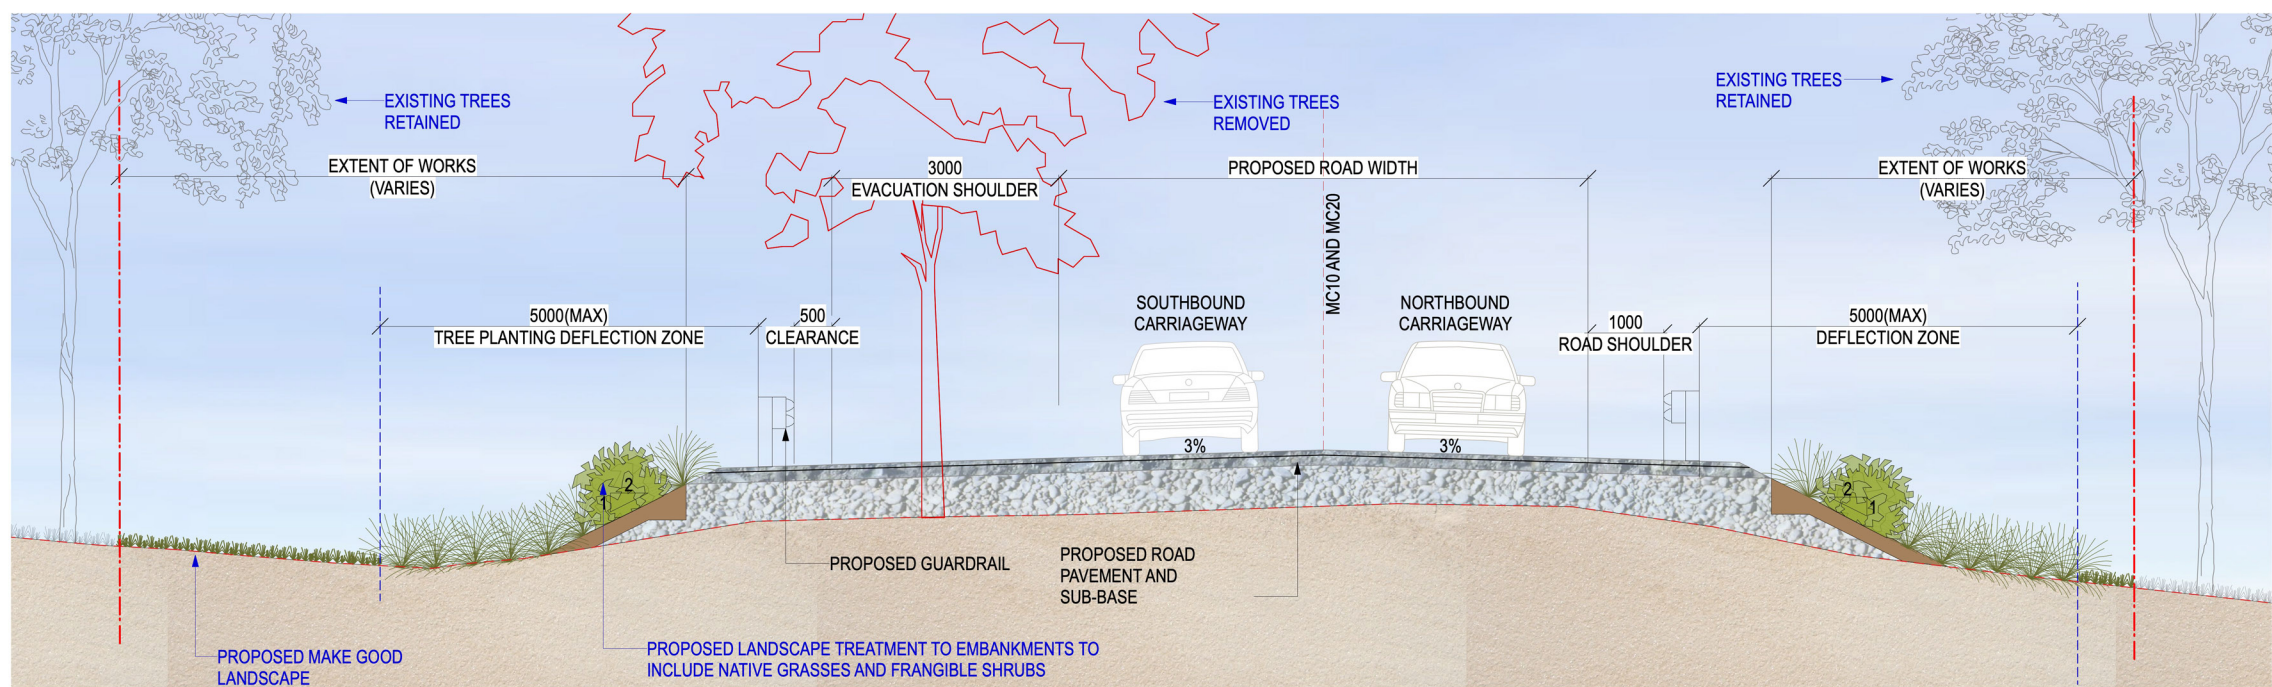 EXISTING TREES
RETAINED
EXISTING TREES
REMOVED
EXISTING TREES
RETAINED
EXTENT OF WORKS
(VARIES)
3000
EVACUATION SHOULDER
PROPOSED ROAD WIDTH
EXTENT OF WORKS
(VARIES)
MC10 AND MC20
5000(MAX)
TREE PLANTING DEFLECTION ZONE
500
CLEARANCE
SOUTHBOUND
CARRIAGEWAY
NORTHBOUND
CARRIAGEWAY
1000
ROAD SHOULDER
5000(MAX)
DEFLECTION ZONE
3%
3%
2
1
2
1
PROPOSED GUARDRAIL
PROPOSED ROAD
PAVEMENT AND
SUB-BASE
PROPOSED MAKE GOOD
LANDSCAPE
PROPOSED LANDSCAPE TREATMENT TO EMBANKMENTS TO
INCLUDE NATIVE GRASSES AND FRANGIBLE SHRUBS